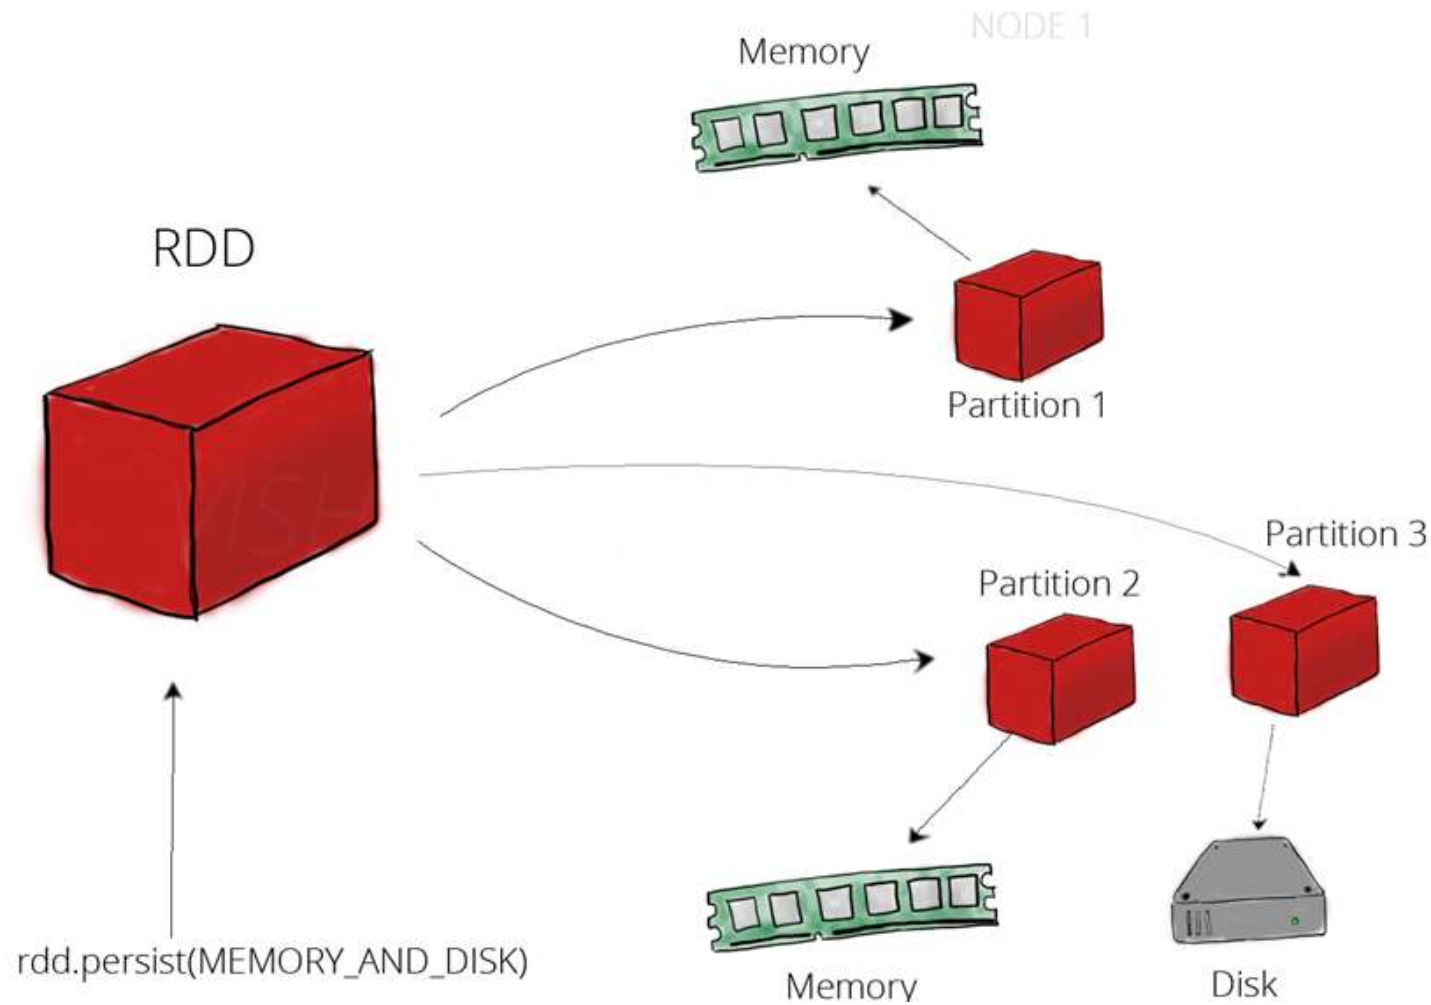 NODE 1
Memory
RDD
Partition 1
Partition 3
Partition 2
rdd.persist(MEMORY_AND_DISK)
Memory
Disk